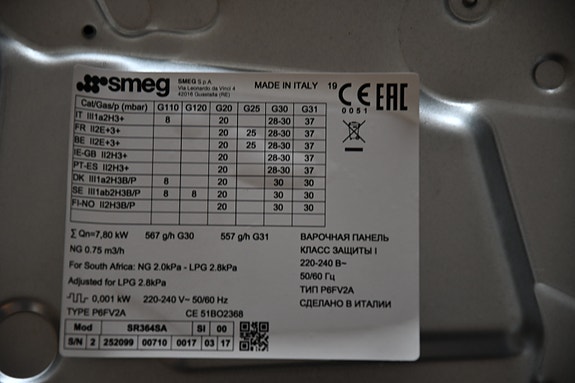 smeg SMEG S.p.A. MADE IN ITALY 19 CE EAC
Via Leonardo da Vinci 4
42016 Guastalla (RE)
0051
Cat/Gas/p (mbar) G110 G120 G20 G25 G30 G31
IT III1a2H3+ 8 20 28-30 37
FR II2E+3+ 20 25 28-30 37
BE II2E+3+ 20 25 28-30 37
IE-GB II2H3+ 20 28-30 37
PT-ES II2H3+ 20 28-30 37
DK III1a2H3B/P 8 20 30 30
SE III1ab2H3B/P 8 8 20 30 30
FI-NO II2H3B/P 20 30 30
∑ Qn=7,80 kW 567 g/h G30 557 g/h G31
NG 0.75 m3/h
For South Africa: NG 2.0kPa - LPG 2.8kPa
Adjusted for LPG 2.8kPa
0,001 kW 220-240 V~ 50/60 Hz
TYPE P6FV2A CE 51BO2368
ВАРОЧНАЯ ПАНЕЛЬ
КЛАСС ЗАЩИТЫ I
220-240 В~
50/60 Гц
ТИП P6FV2A
СДЕЛАНО В ИТАЛИИ
Mod SR364SA SI 00
S/N 2 252099 00710 0017 03 17